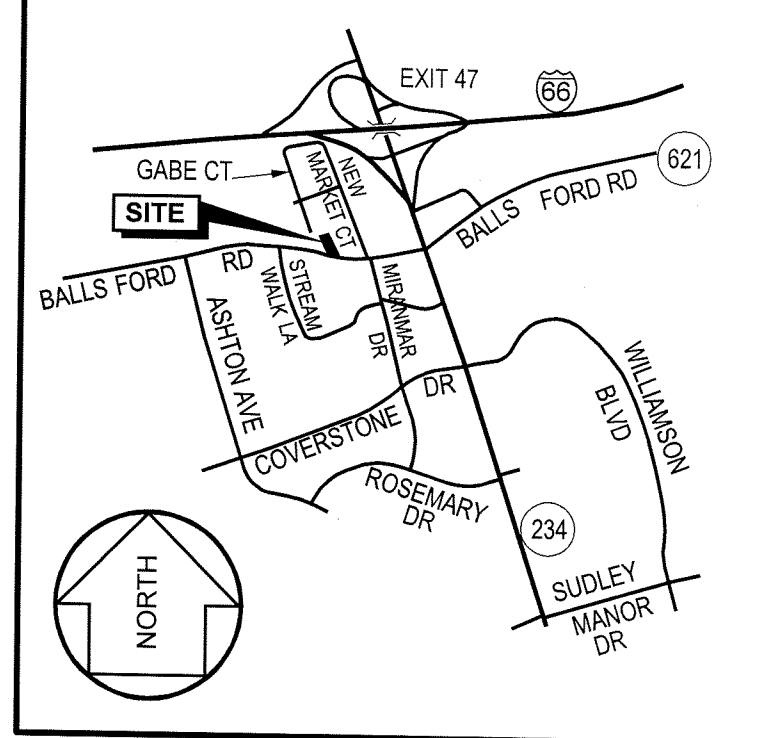 EXIT 47
66
GABE CT
NEW
MARKET CT
621
SITE
BALLS FORD RD
BALLS FORD RD
STREAM
WALK LA
MIRANMAR
DR
ASHTON AVE
COVERSTONE DR
WILLIAMSON
BLVD
ROSEMARY
DR
234
SUDLEY
MANOR
DR
NORTH